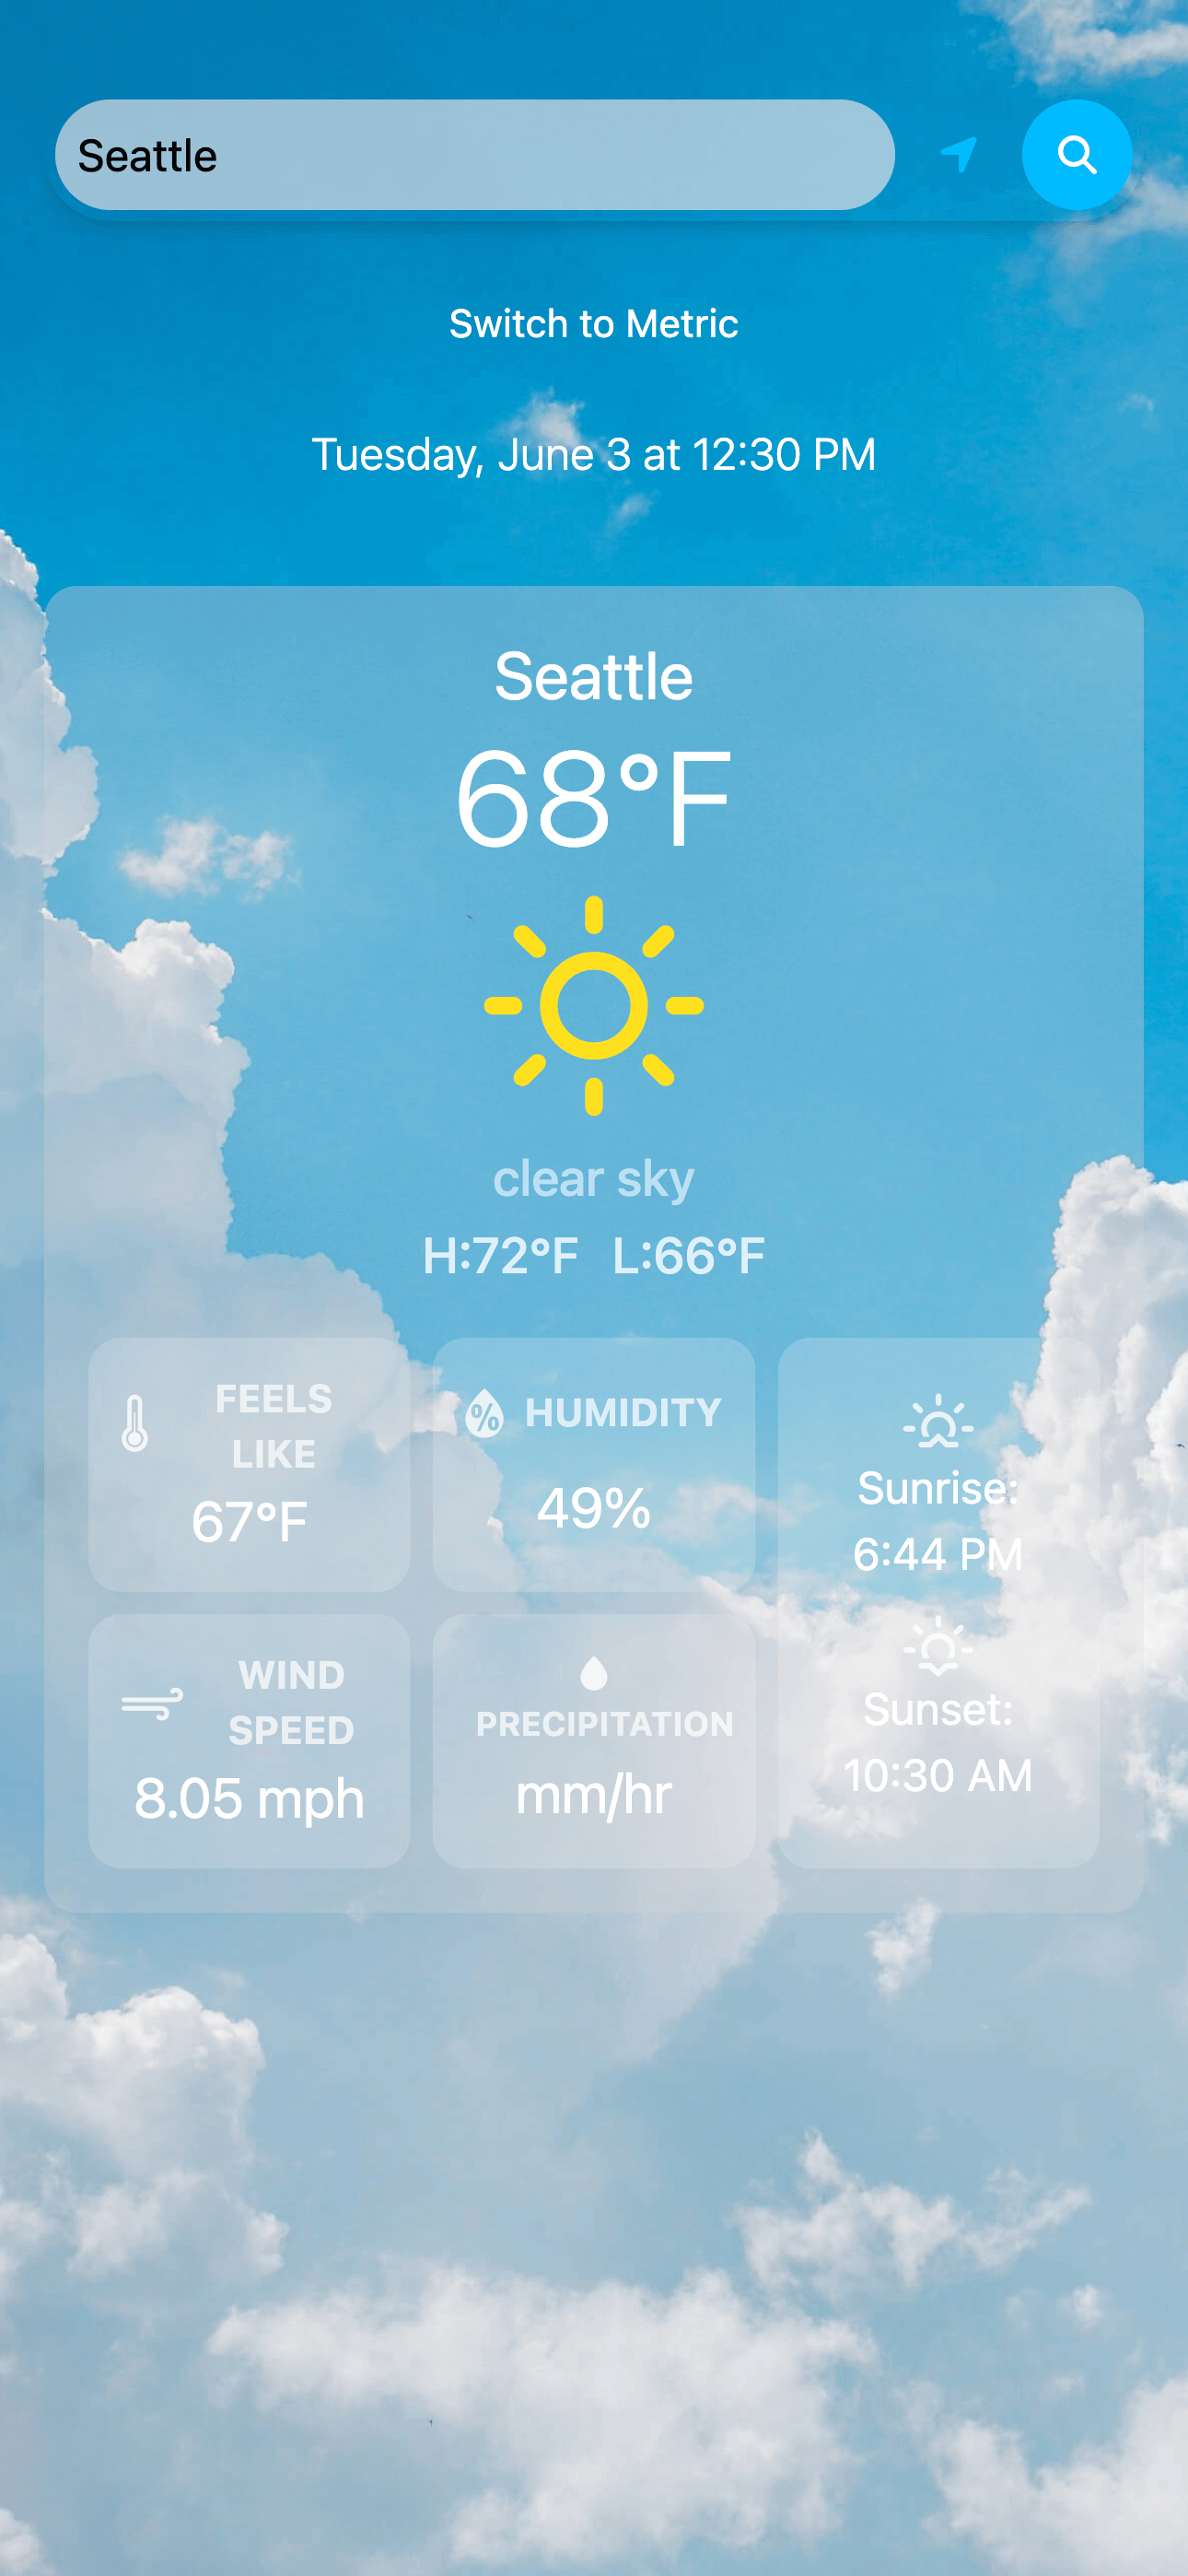 Seattle
Switch to Metric
Tuesday, June 3 at 12:30 PM
Seattle
68°F
clear sky
H:72°F L:66°F
FEELS
LIKE
67°F
% HUMIDITY
49%
Sunrise:
6:44 PM
WIND
SPEED
8.05 mph
PRECIPITATION
mm/hr
Sunset:
10:30 AM